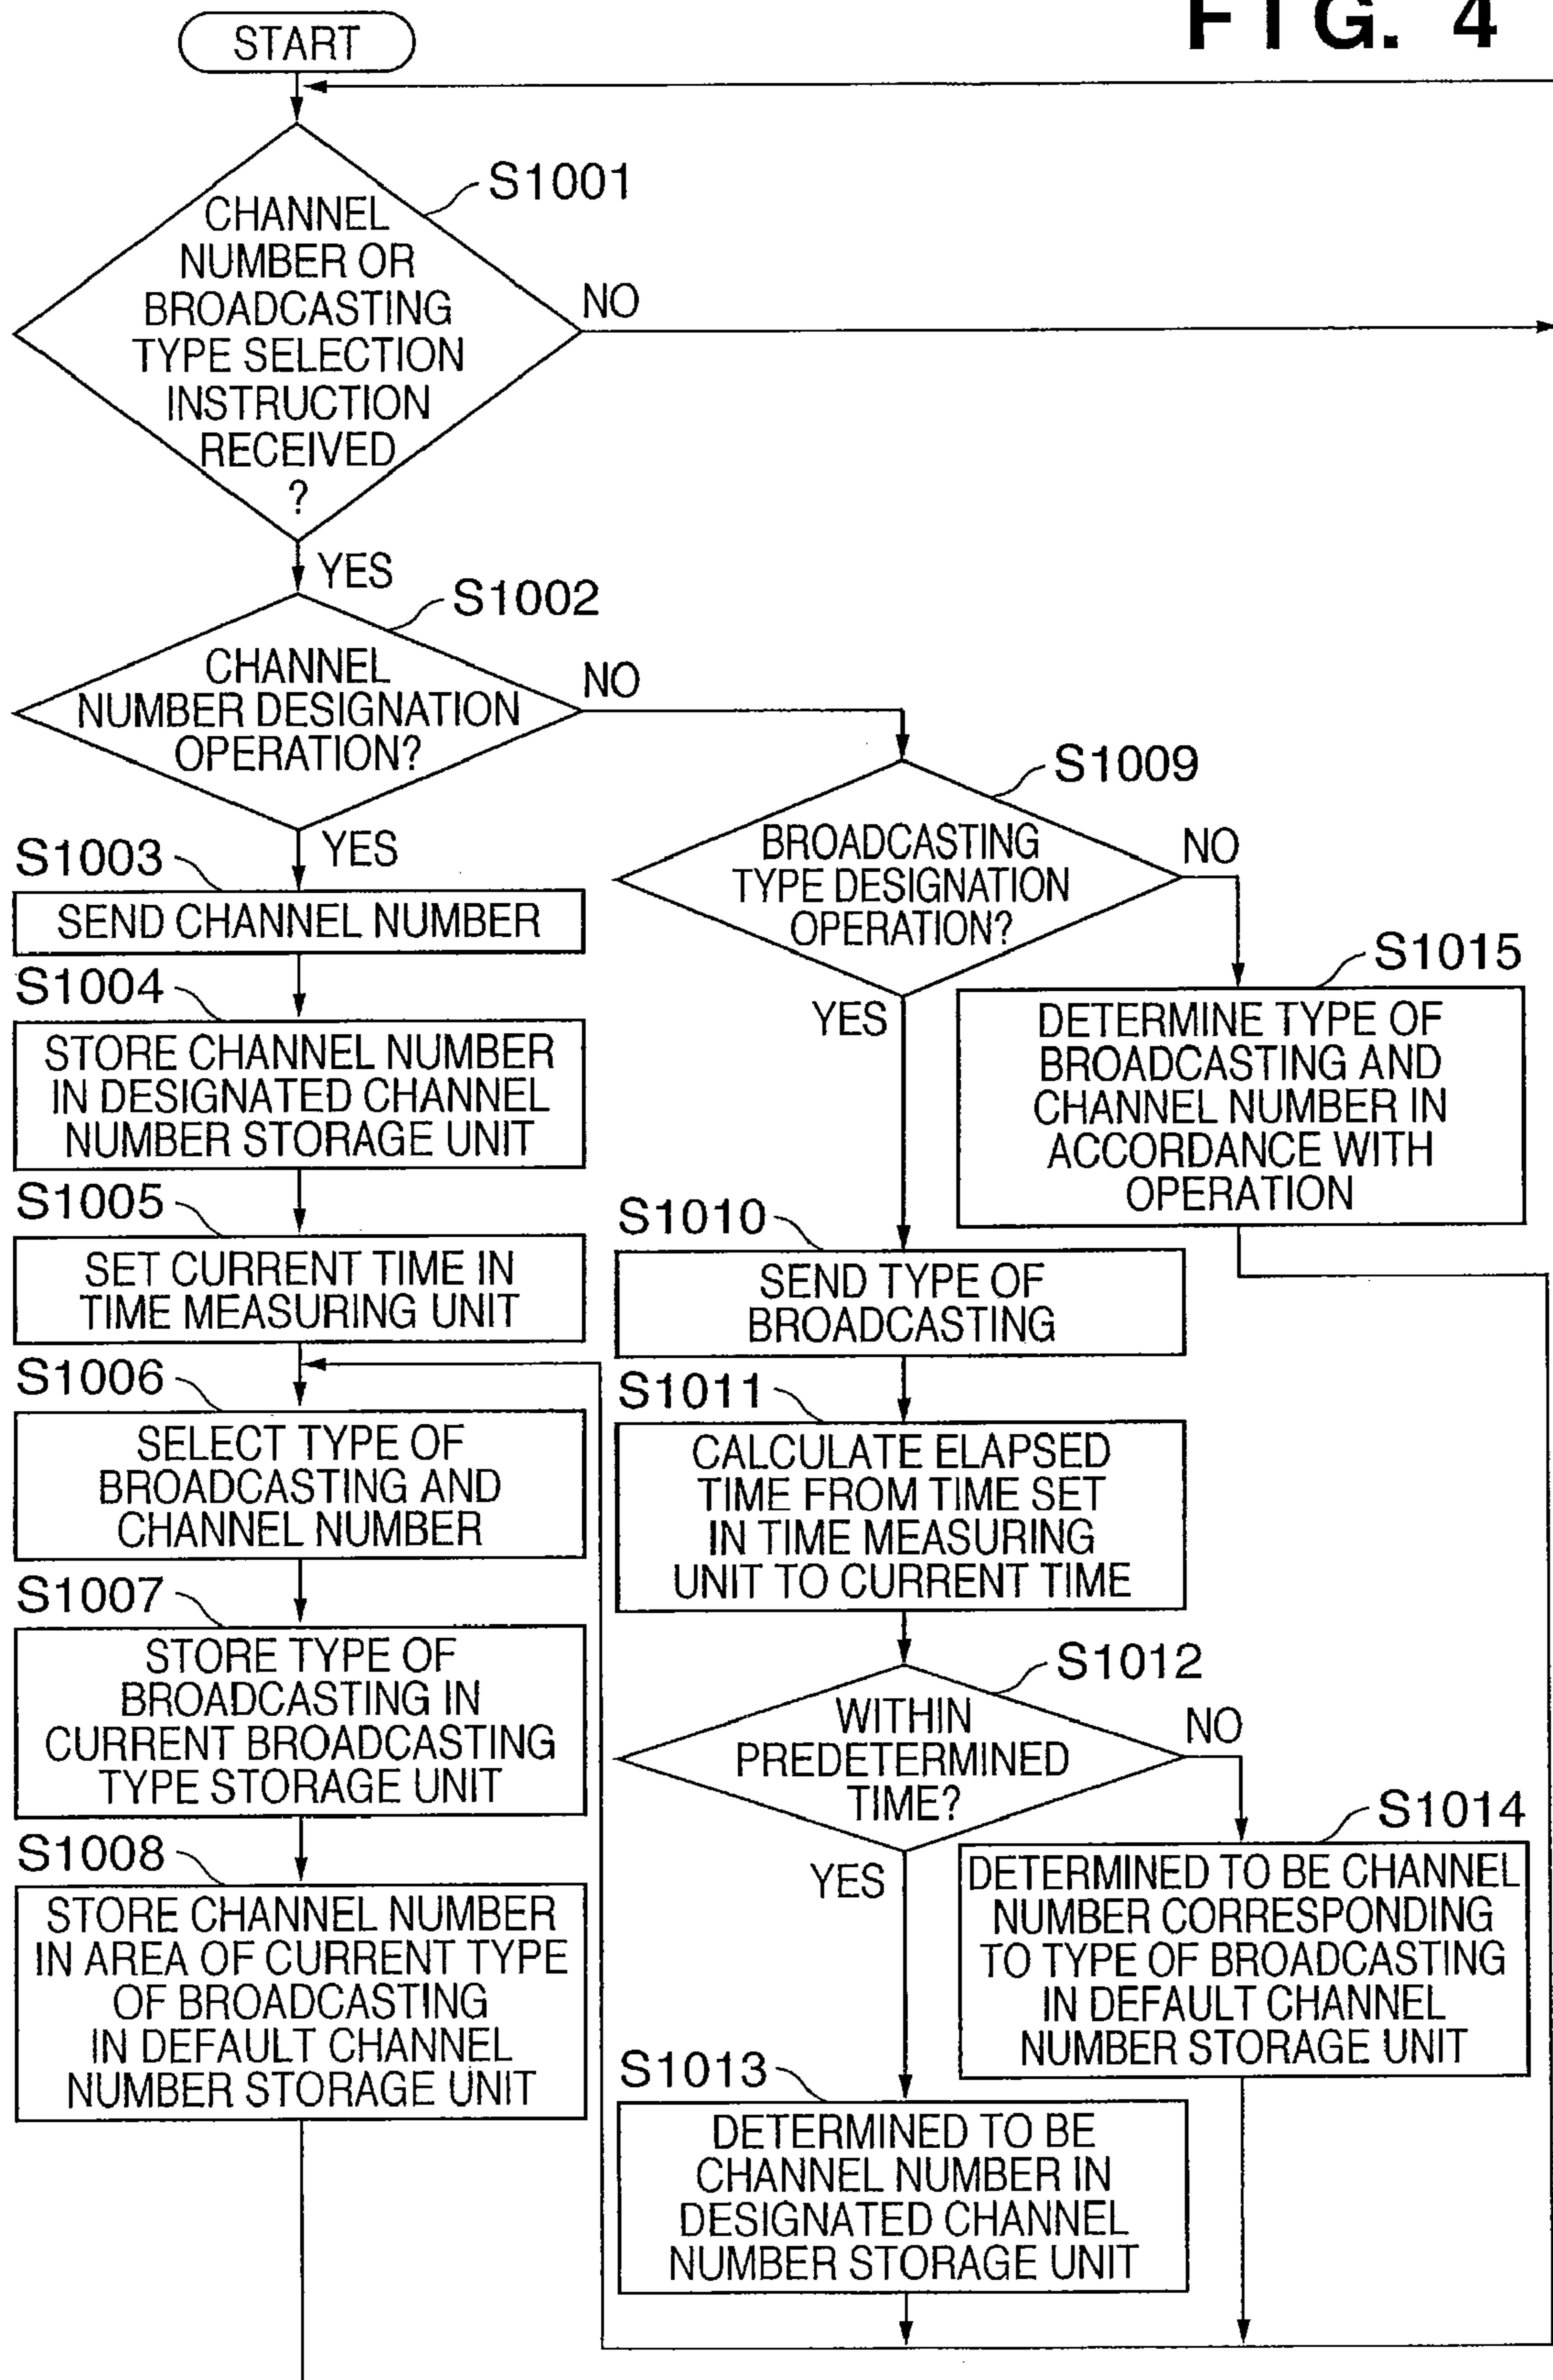 FIG. 4
START
S1001
CHANNEL
NUMBER OR
BROADCASTING
TYPE SELECTION
INSTRUCTION
RECEIVED
?
NO
YES
S1002
CHANNEL
NUMBER DESIGNATION
OPERATION?
NO
YES
S1003
SEND CHANNEL NUMBER
S1004
STORE CHANNEL NUMBER
IN DESIGNATED CHANNEL
NUMBER STORAGE UNIT
S1005
SET CURRENT TIME IN
TIME MEASURING UNIT
S1006
SELECT TYPE OF
BROADCASTING AND
CHANNEL NUMBER
S1007
STORE TYPE OF
BROADCASTING IN
CURRENT BROADCASTING
TYPE STORAGE UNIT
S1008
STORE CHANNEL NUMBER
IN AREA OF CURRENT TYPE
OF BROADCASTING
IN DEFAULT CHANNEL
NUMBER STORAGE UNIT
S1009
BROADCASTING
TYPE DESIGNATION
OPERATION?
NO
YES
S1015
DETERMINE TYPE OF
BROADCASTING AND
CHANNEL NUMBER IN
ACCORDANCE WITH
OPERATION
S1010
SEND TYPE OF
BROADCASTING
S1011
CALCULATE ELAPSED
TIME FROM TIME SET
IN TIME MEASURING
UNIT TO CURRENT TIME
S1012
WITHIN
PREDETERMINED
TIME?
NO
YES
S1014
DETERMINED TO BE CHANNEL
NUMBER CORRESPONDING
TO TYPE OF BROADCASTING
IN DEFAULT CHANNEL
NUMBER STORAGE UNIT
S1013
DETERMINED TO BE
CHANNEL NUMBER IN
DESIGNATED CHANNEL
NUMBER STORAGE UNIT